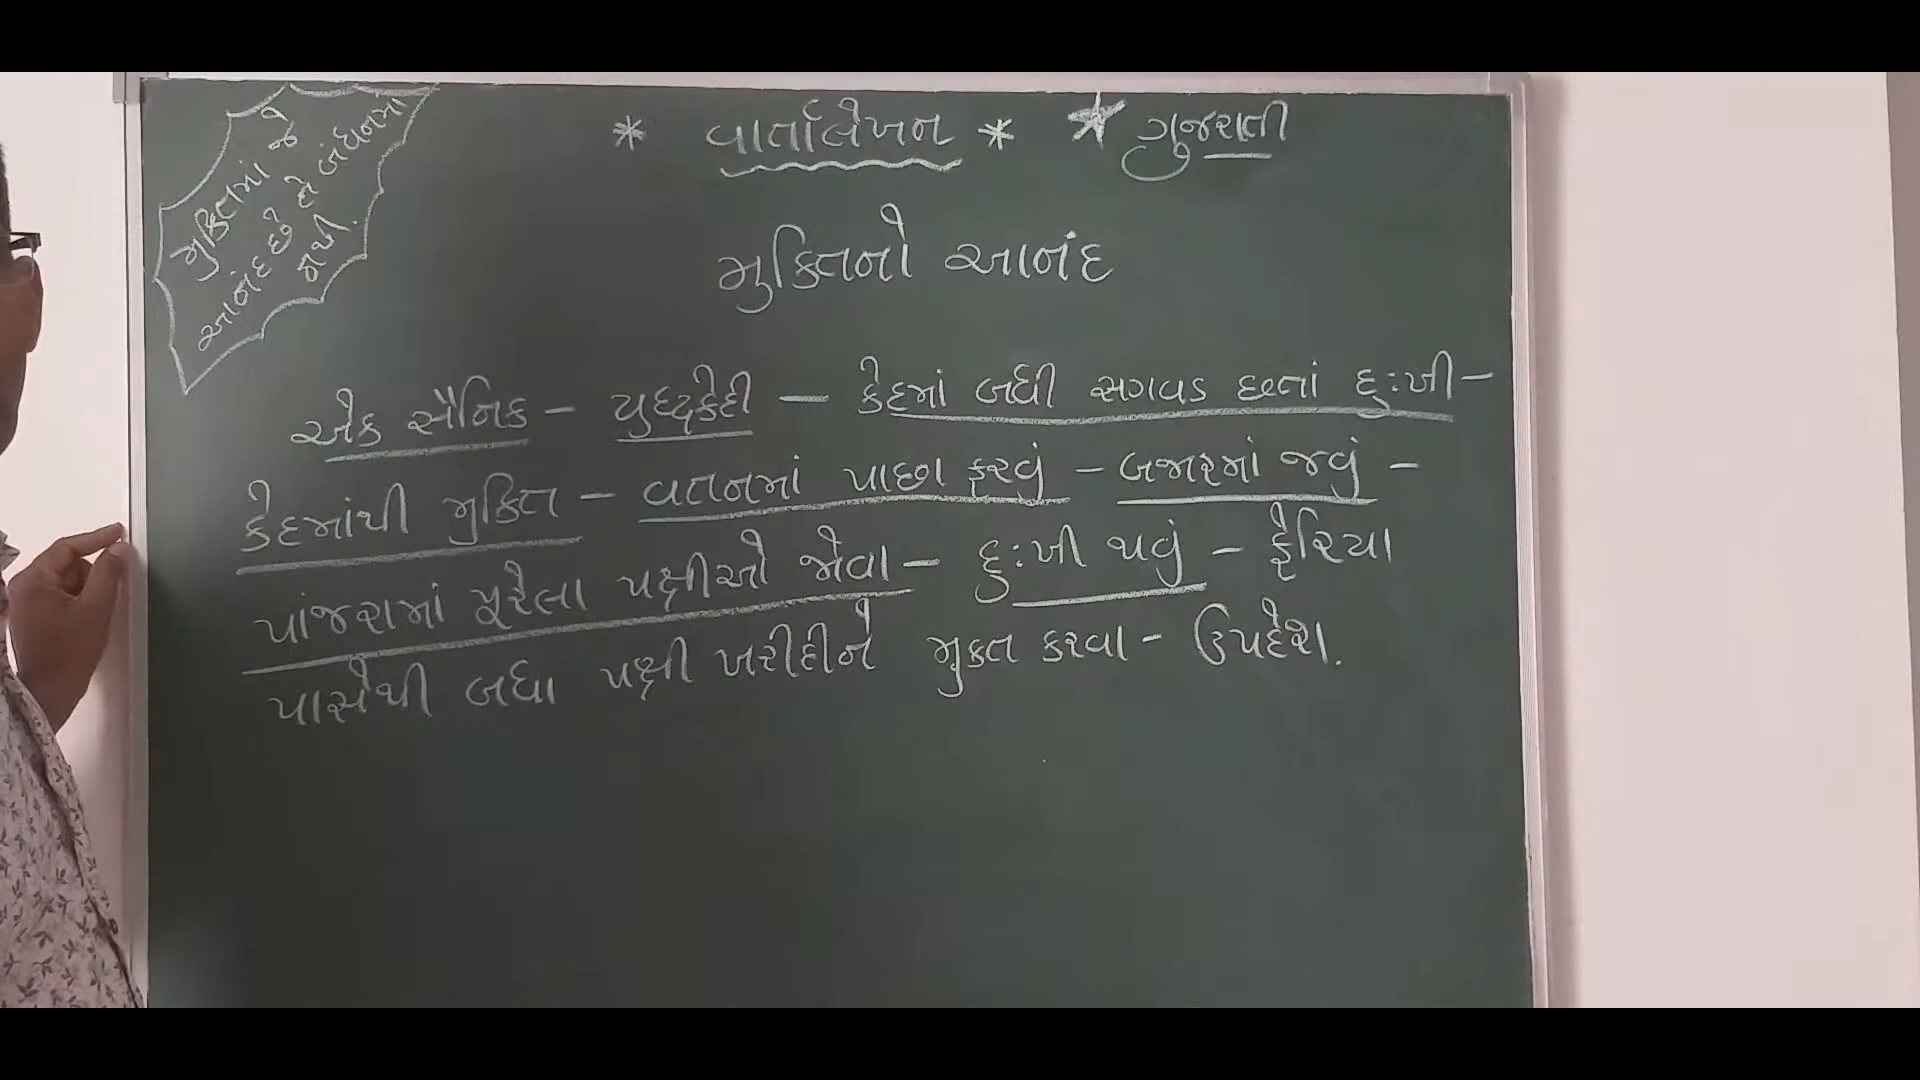 મુક્તિમાં જે
આનંદ છે તે બંધનમાં
નથી.
* વાર્તાલેખન * ★ ગુજરાતી
મુક્તિનો આનંદ
એક સૈનિક – યુધ્ધકેદી – કેદમાં બધી સગવડ છતાં દુઃખી –
કેદમાંથી મુક્તિ – વતનમાં પાછા ફરવું – બજારમાં જવું –
પાંજરામાં પૂરેલા પક્ષીઓ જોવા – દુઃખી થવું – ફેરિયા
પાસેથી બધા પક્ષી ખરીદીને મુક્ત કરવા – ઉપદેશ.